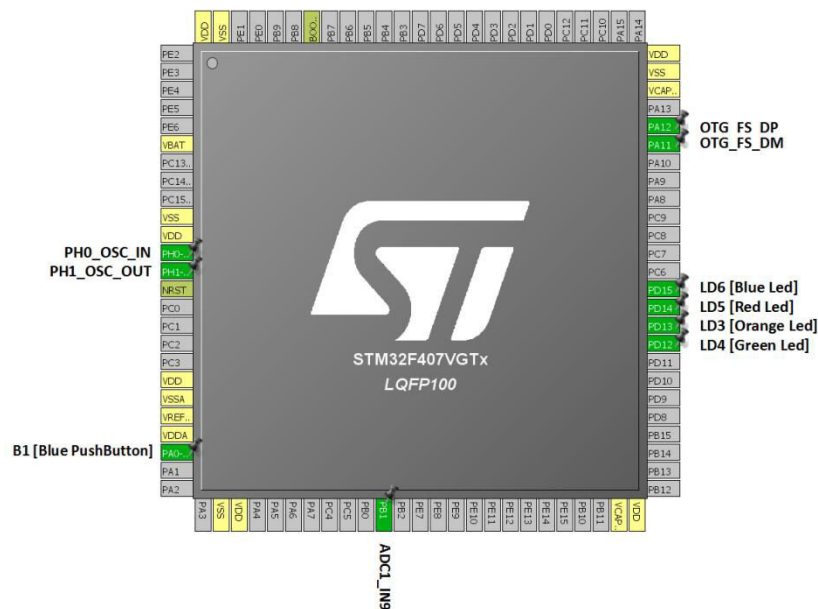 VDD
VSS
PE1
PE0
PB9
PB8
BOO..
PB7
PB6
PB5
PB4
PB3
PD7
PD6
PD5
PD4
PD3
PD2
PD1
PD0
PC12
PC11
PC10
PA15
PA14
PE2
PE3
PE4
PE5
PE6
VBAT
PC13..
PC14..
PC15..
VSS
VDD
PH0_OSC_IN
PH0-..
PH1_OSC_OUT
PH1-..
NRST
PC0
PC1
PC2
PC3
VDD
VSSA
VREF..
VDDA
B1 [Blue PushButton]
PA0-..
PA1
PA2
ST
STM32F407VGTx
LQFP100
VDD
VSS
VCAP..
PA13
PA12
OTG_FS_DP
PA11
OTG_FS_DM
PA10
PA9
PA8
PC9
PC8
PC7
PC6
PD15
LD6 [Blue Led]
PD14
LD5 [Red Led]
PD13
LD3 [Orange Led]
PD12
LD4 [Green Led]
PD11
PD10
PD9
PD8
PB15
PB14
PB13
PB12
PA3
VSS
VDD
PA4
PA5
PA6
PA7
PC4
PC5
PB0
PB1
PB2
PE7
PE8
PE9
PE10
PE11
PE12
PE13
PE14
PE15
PB10
PB11
VCAP..
VDD
ADC1_IN9